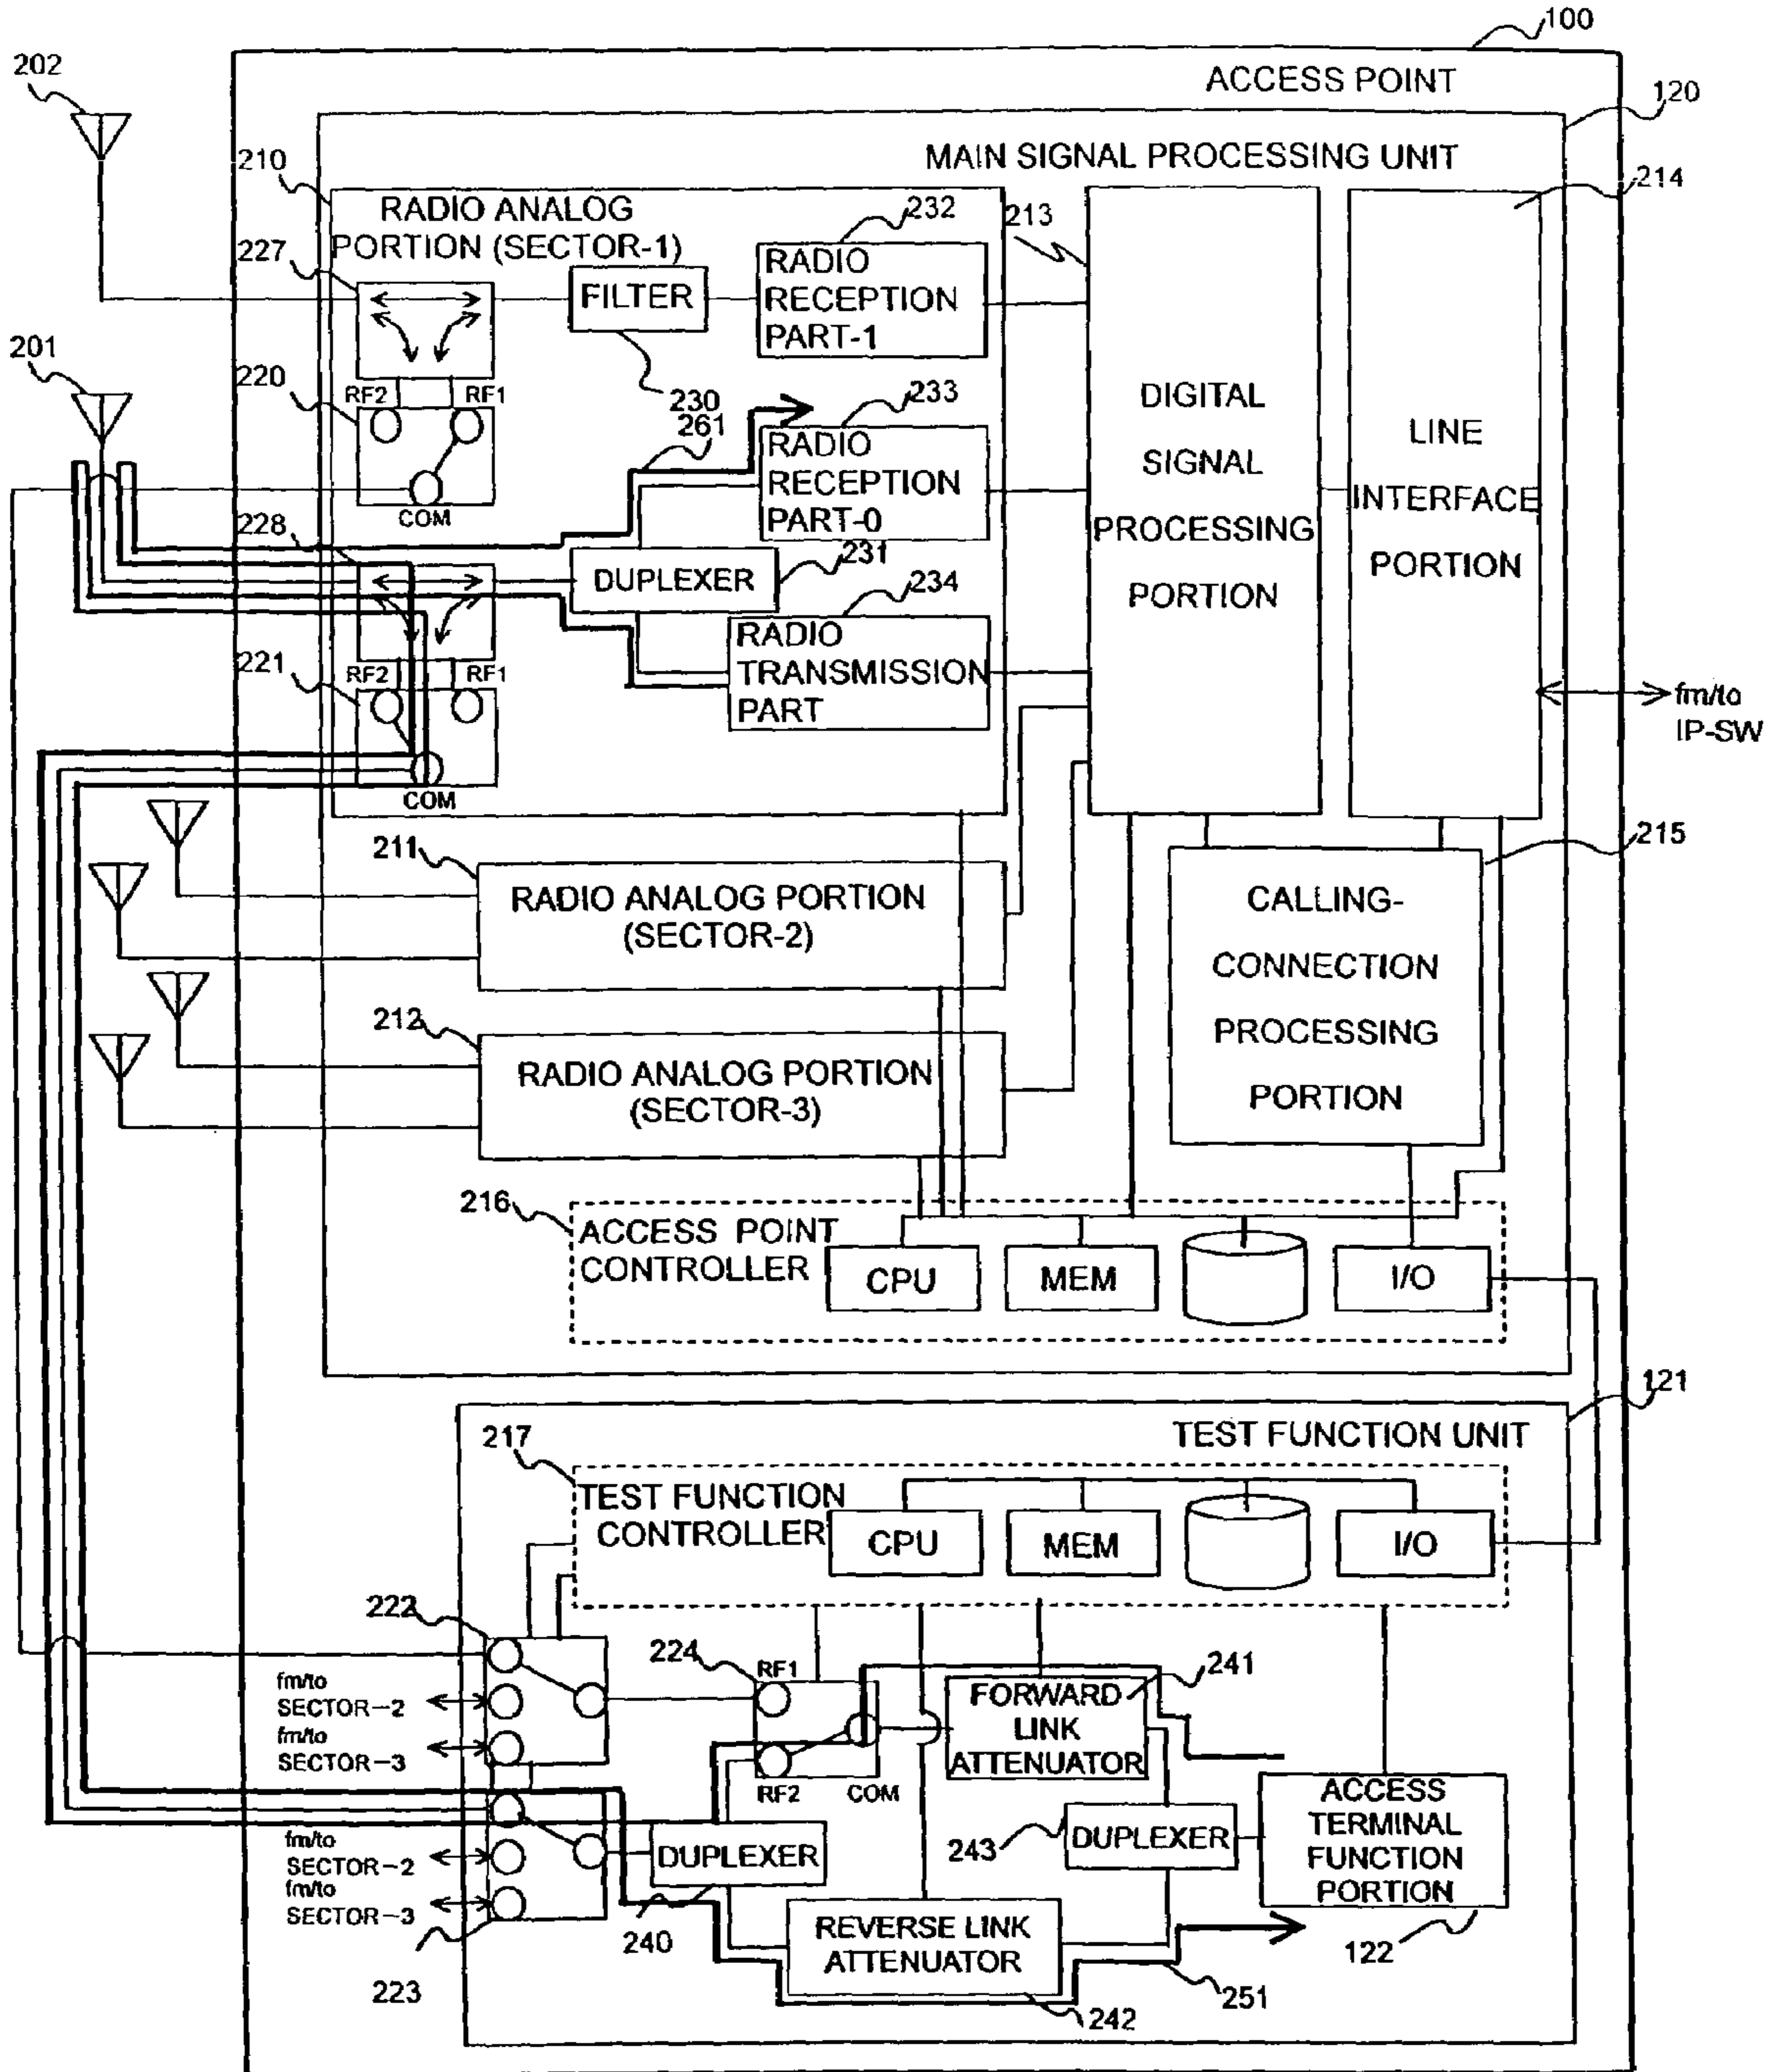 100
ACCESS POINT
202
120
MAIN SIGNAL PROCESSING UNIT
210
214
RADIO ANALOG
PORTION (SECTOR-1)
232
213
227
FILTER
RADIO
RECEPTION
PART-1
201
220
RF2
RF1
230
261
233
COM
RADIO
RECEPTION
PART-0
DIGITAL
SIGNAL
PROCESSING
PORTION
LINE
INTERFACE
PORTION
228
DUPLEXER
231
234
RADIO
TRANSMISSION
PART
221
RF2
RF1
COM
fm/to
IP-SW
211
RADIO ANALOG PORTION
(SECTOR-2)
215
CALLING-
CONNECTION
PROCESSING
PORTION
212
RADIO ANALOG PORTION
(SECTOR-3)
216
ACCESS POINT
CONTROLLER
CPU
MEM
I/O
121
TEST FUNCTION UNIT
217
TEST FUNCTION
CONTROLLER
CPU
MEM
I/O
222
fm/to
SECTOR-2
fm/to
SECTOR-3
224
RF1
RF2
COM
241
FORWARD
LINK
ATTENUATOR
fm/to
SECTOR-2
fm/to
SECTOR-3
223
DUPLEXER
240
243
DUPLEXER
ACCESS
TERMINAL
FUNCTION
PORTION
122
REVERSE LINK
ATTENUATOR
242
251